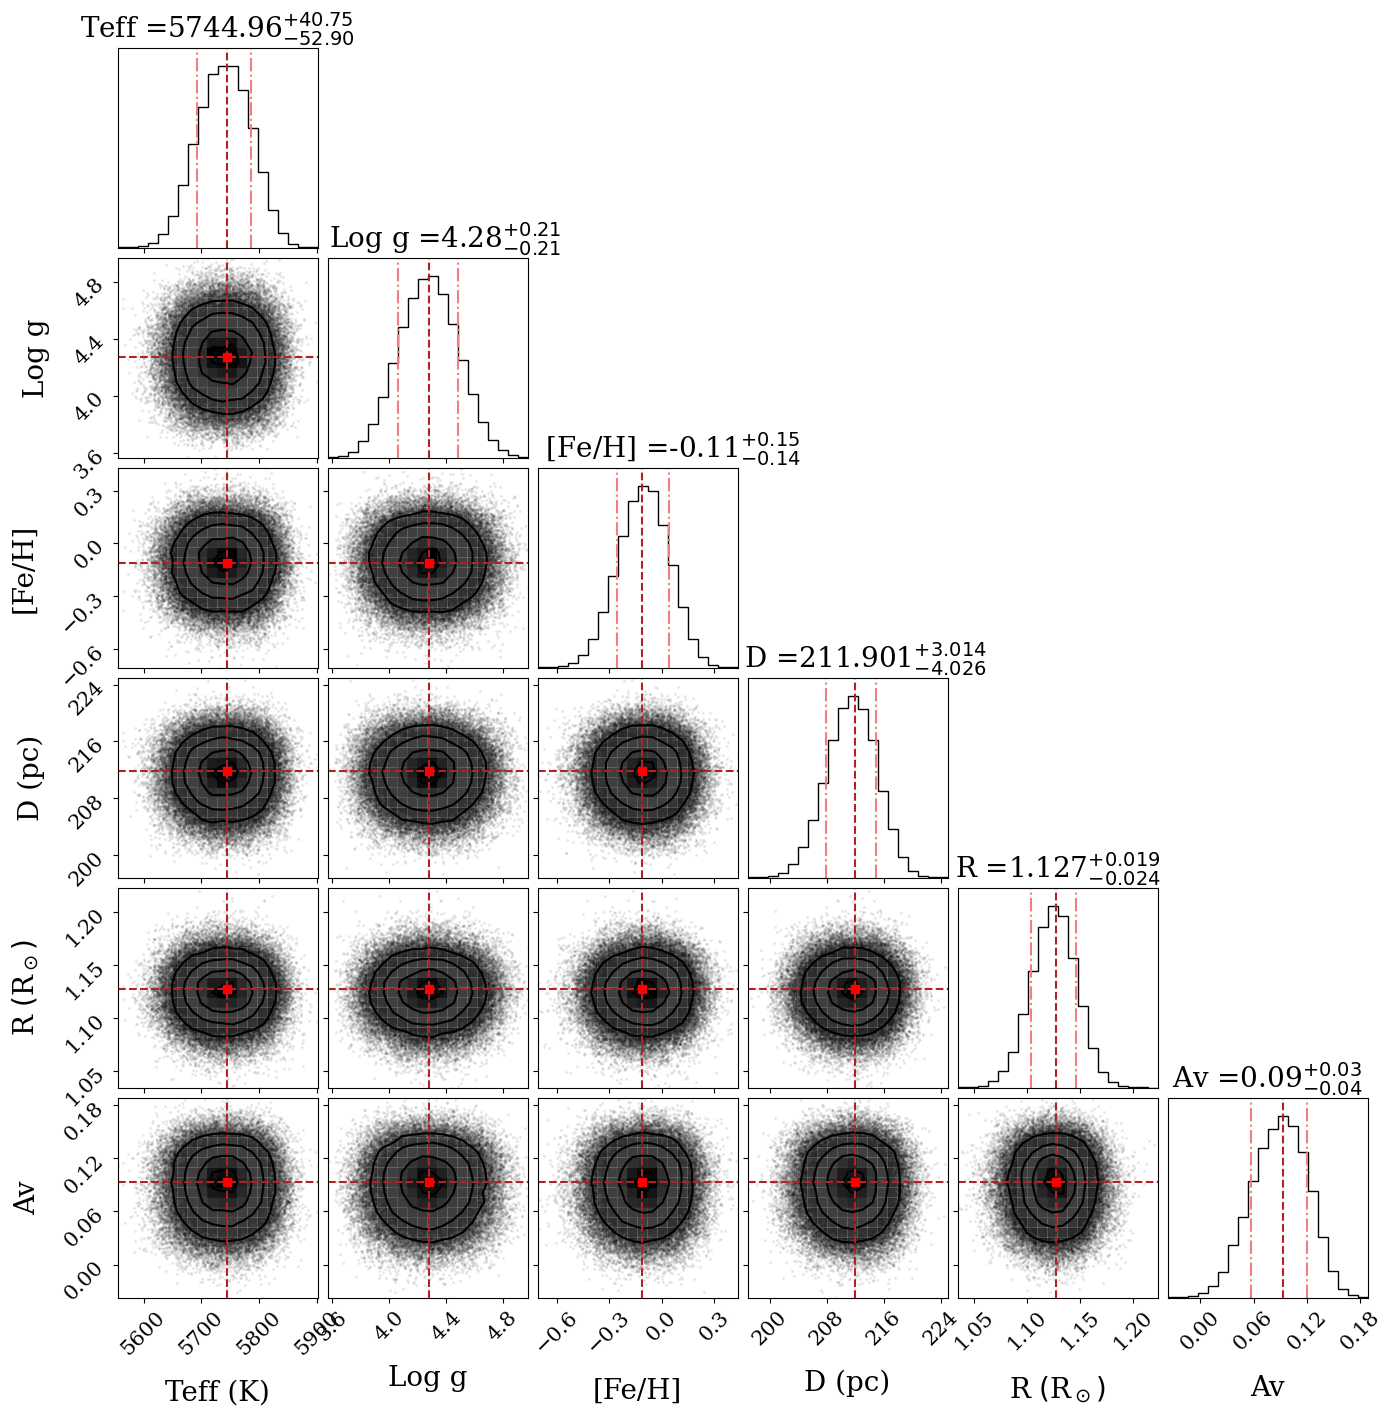 Teff =5744.96+40.75 −52.90
Log g =4.28+0.21 −0.21
4.8
4.4
4.0
3.6
Log g
[Fe/H] =-0.11+0.15 −0.14
0.3
0.0
−0.3
−0.6
[Fe/H]
D =211.901+3.014 −4.026
224
216
208
200
D (pc)
R =1.127+0.019 −0.024
1.20
1.15
1.10
1.05
R (R⊙)
Av =0.09+0.03 −0.04
0.18
0.12
0.06
0.00
Av
5600 5700 5800 5900
3.6 4.0 4.4 4.8
−0.6 −0.3 0.0 0.3
200 208 216 224
1.05 1.10 1.15 1.20
0.00 0.06 0.12 0.18
Teff (K)
Log g
[Fe/H]
D (pc)
R (R⊙)
Av